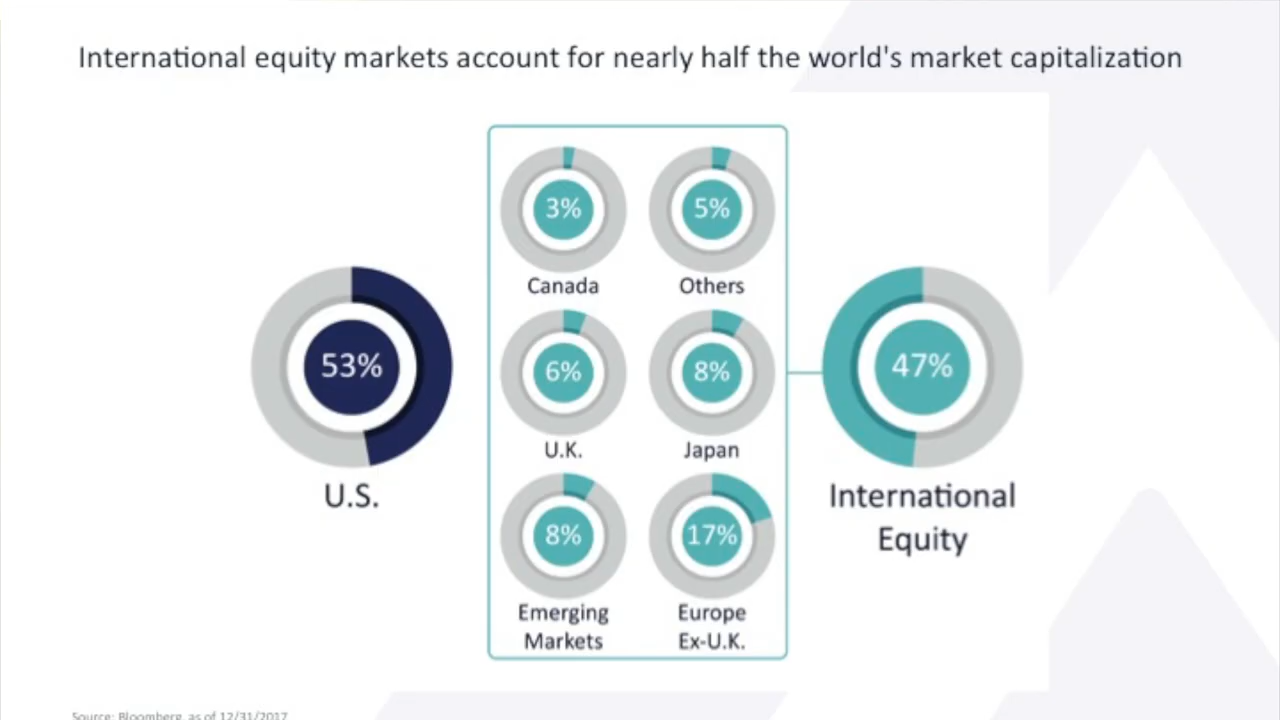 International equity markets account for nearly half the world's market capitalization
3%
5%
Canada
Others
53%
6%
8%
47%
U.K.
Japan
U.S.
8%
17%
International
Equity
Emerging
Markets
Europe
Ex-U.K.
Source: Bloomberg, as of 12/31/2017